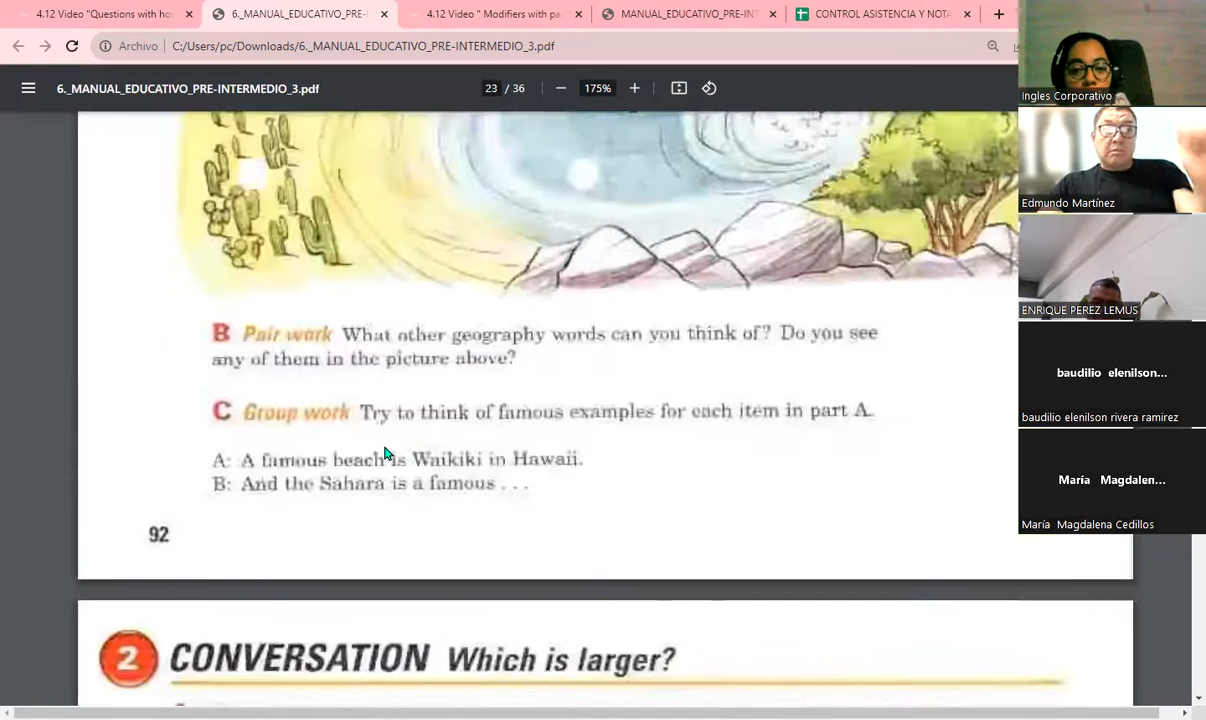 4.12 Video "Questions with how
6._MANUAL_EDUCATIVO_PRE-
4.12 Video " Modifiers with pa
MANUAL_EDUCATIVO_PRE-INT
CONTROL ASISTENCIA Y NOTA
Archivo
C:/Users/pc/Downloads/6._MANUAL_EDUCATIVO_PRE-INTERMEDIO_3.pdf
6._MANUAL_EDUCATIVO_PRE-INTERMEDIO_3.pdf
23 / 36
175%
B Pair work What other geography words can you think of? Do you see
any of them in the picture above?
C Group work Try to think of famous examples for each item in part A.
A: A famous beach is Waikiki in Hawaii.
B: And the Sahara is a famous . . .
92
2 CONVERSATION Which is larger?
Ingles Corporativo
Edmundo Martínez
ENRIQUE PEREZ LEMUS
baudilio elenilson...
baudilio elenilson rivera ramirez
María Magdalen...
María Magdalena Cedillos